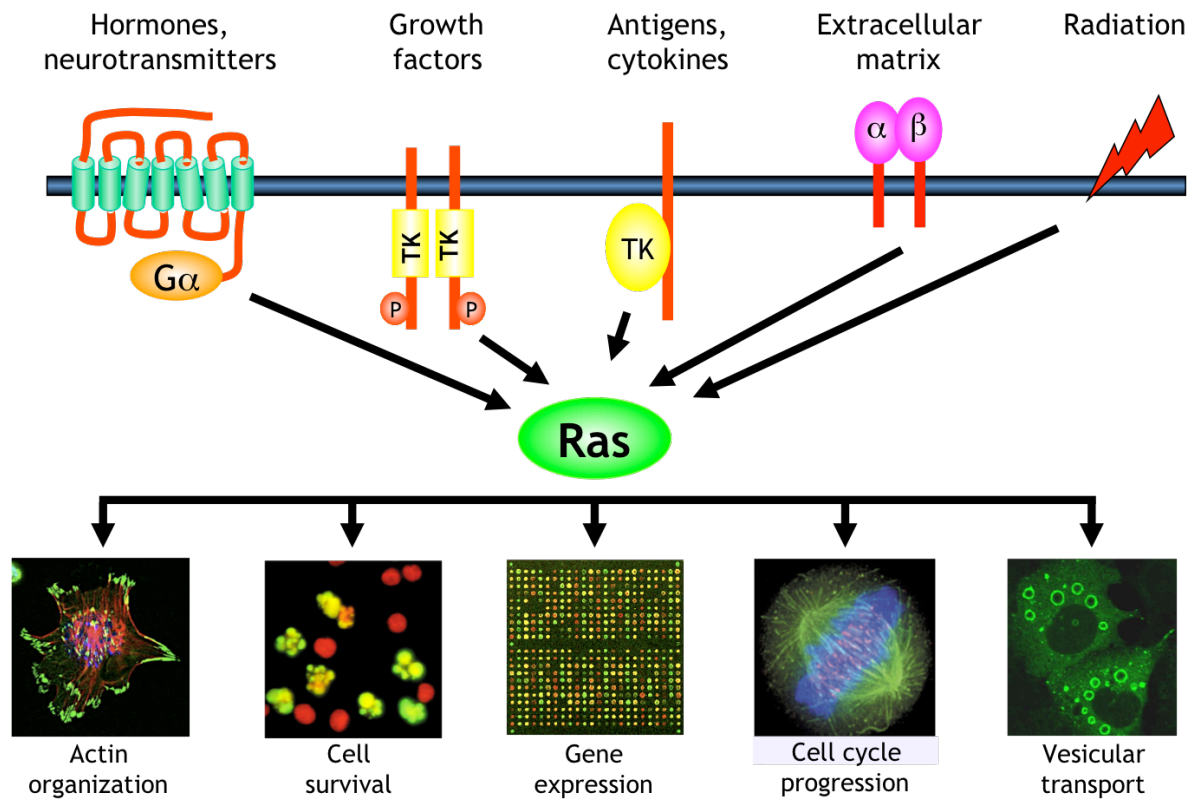 Hormones,
neurotransmitters
Growth
factors
Antigens,
cytokines
Extracellular
matrix
Radiation
α
β
TK
TK
TK
Gα
P
P
Ras
Actin
organization
Cell
survival
Gene
expression
Cell cycle
progression
Vesicular
transport